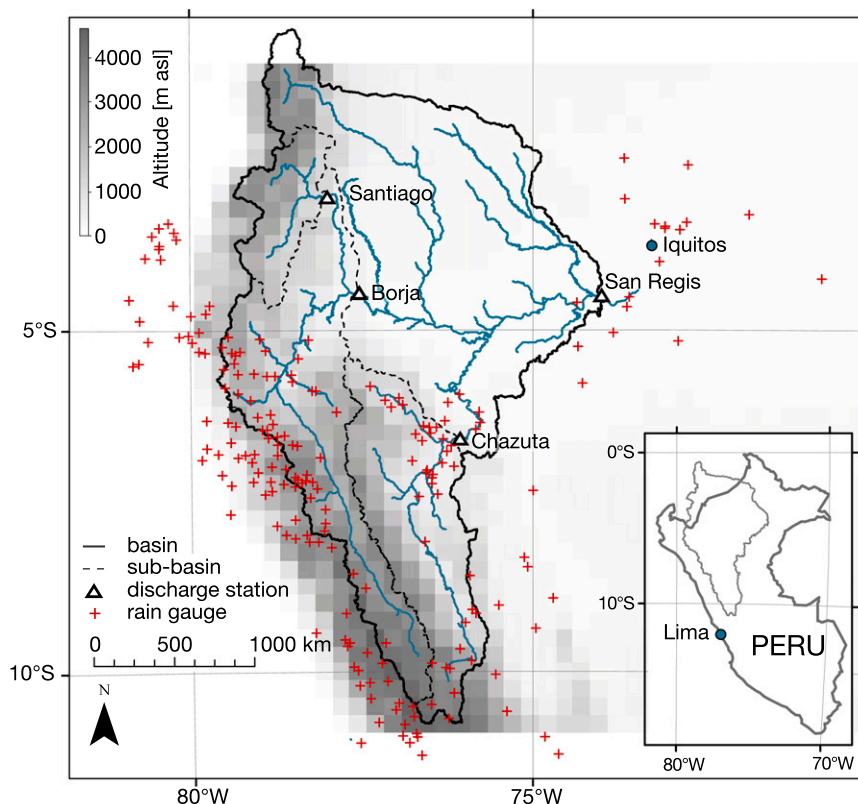 4000
3000
2000
1000
0
Altitude [m asl]
Santiago
Iquitos
San Regis
Borja
5°S
Chazuta
0°S
basin
sub-basin
discharge station
rain gauge
10°S
0 500 1000 km
Lima
PERU
10°S
N
80°W 70°W
80°W 75°W